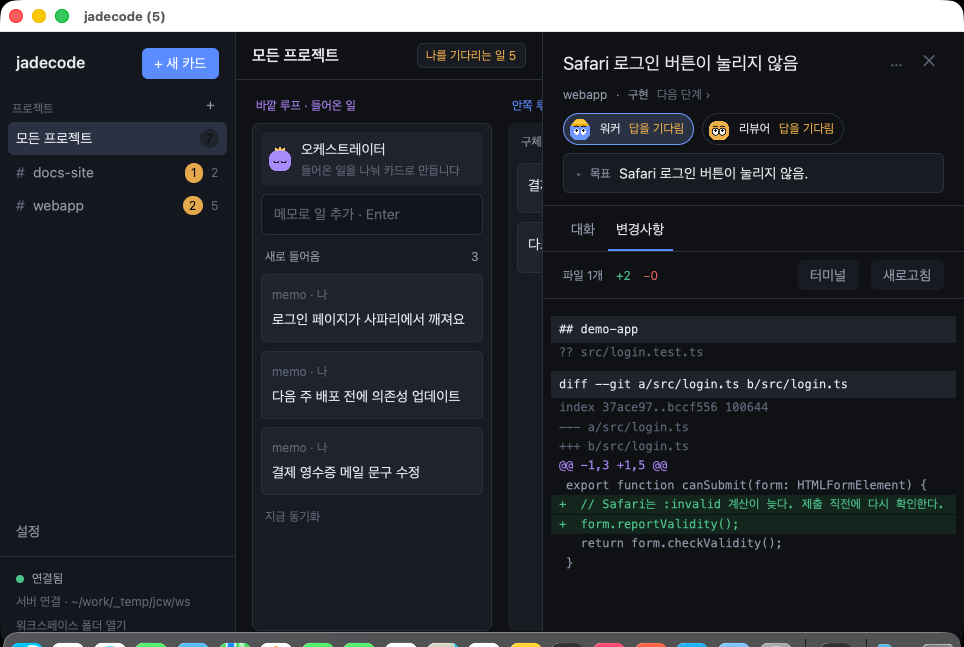 jadecode (5)
jadecode
+ 새 카드
프로젝트
+
모든 프로젝트
7
# docs-site
1 2
# webapp
2 5
설정
연결됨
서버 연결 · ~/work/_temp/jcw/ws
워크스페이스 폴더 열기
모든 프로젝트
나를 기다리는 일 5
바깥 루프 · 들어온 일
오케스트레이터
들어온 일을 나눠 카드로 만듭니다
메모로 일 추가 · Enter
새로 들어옴
3
memo · 나
로그인 페이지가 사파리에서 깨져요
memo · 나
다음 주 배포 전에 의존성 업데이트
memo · 나
결제 영수증 메일 문구 수정
지금 동기화
안쪽
구체
Safari 로그인 버튼이 눌리지 않음
…
webapp · 구현 다음 단계 ›
워커 답을 기다림
리뷰어 답을 기다림
▸ 목표 Safari 로그인 버튼이 눌리지 않음.
대화
변경사항
파일 1개 +2 −0
터미널
새로고침
## demo-app
?? src/login.test.ts
diff --git a/src/login.ts b/src/login.ts
index 37ace97..bccf556 100644
--- a/src/login.ts
+++ b/src/login.ts
@@ -1,3 +1,5 @@
export function canSubmit(form: HTMLFormElement) {
+ // Safari는 :invalid 계산이 늦다. 제출 직전에 다시 확인한다.
+ form.reportValidity();
return form.checkValidity();
}